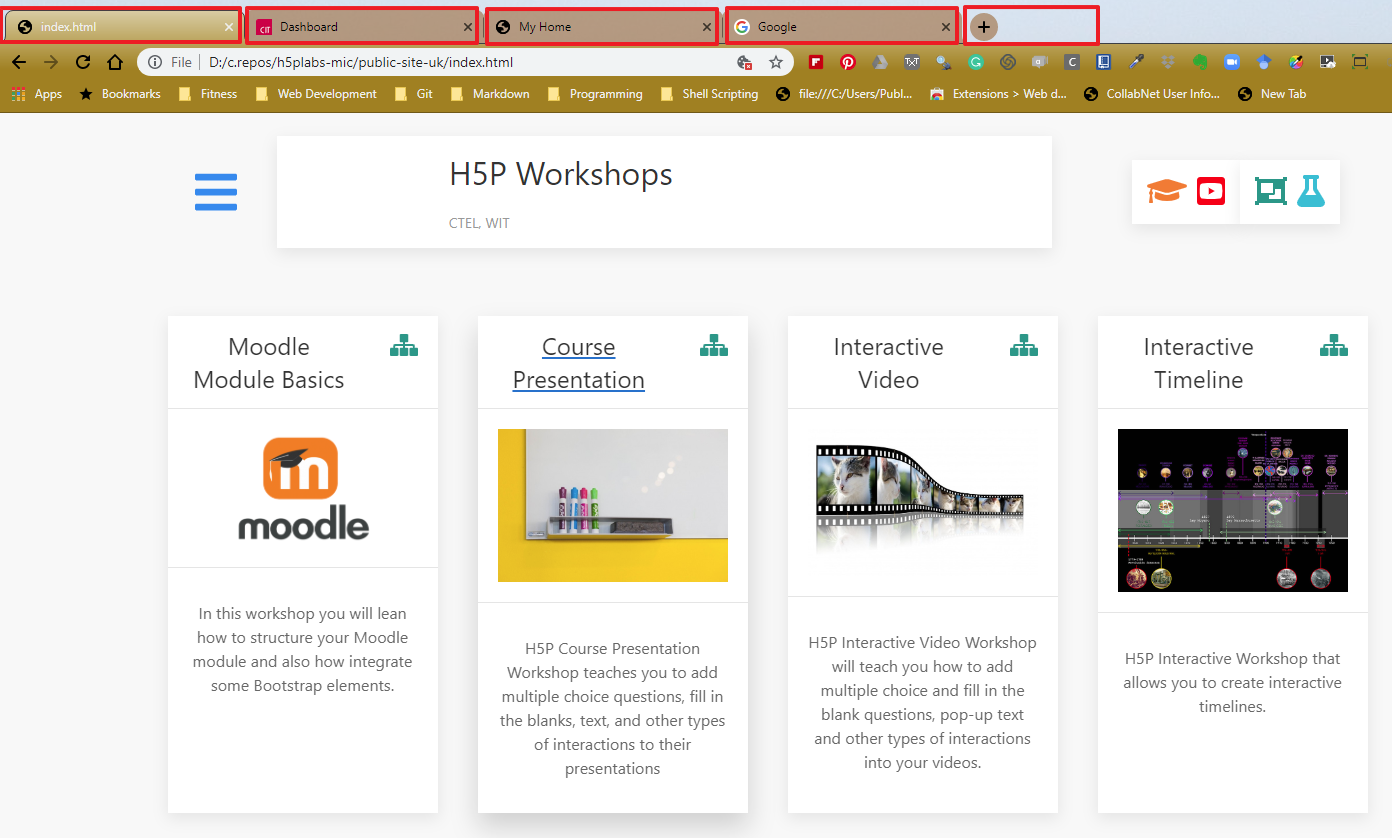 index.html
Dashboard
My Home
Google
File
D:/c.repos/h5plabs-mic/public-site-uk/index.html
Apps
Bookmarks
Fitness
Web Development
Git
Markdown
Programming
Shell Scripting
file:///C:/Users/Publ...
Extensions > Web d...
CollabNet User Info...
New Tab
H5P Workshops
CTEL, WIT
Moodle
Module Basics
moodle
In this workshop you will lean
how to structure your Moodle
module and also how integrate
some Bootstrap elements.
Course
Presentation
H5P Course Presentation
Workshop teaches you to add
multiple choice questions, fill in
the blanks, text, and other types
of interactions to their
presentations
Interactive
Video
H5P Interactive Video Workshop
will teach you how to add
multiple choice and fill in the
blank questions, pop-up text
and other types of interactions
into your videos.
Interactive
Timeline
H5P Interactive Workshop that
allows you to create interactive
timelines.